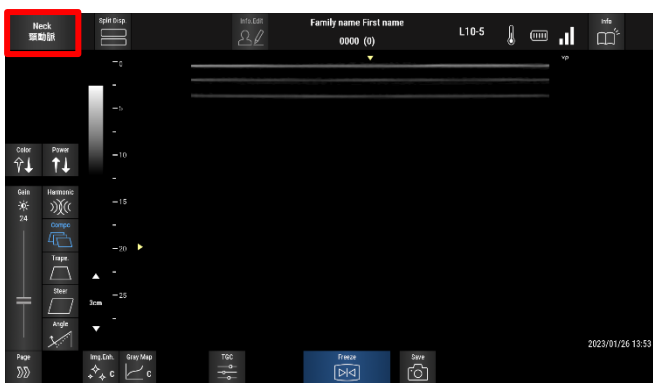 Neck
頸動脈
Split Disp.
Info.Edit
Family name First name
0000 (0)
L10-5
Info
VP
0
5
10
15
20
25
Color
Power
Gain
24
Harmonic
Compo
Trape.
Steer
3cm
Angle
2023/01/26 13:53
Page
Img.Enh.
C
Gray Map
C
TGC
Freeze
Save